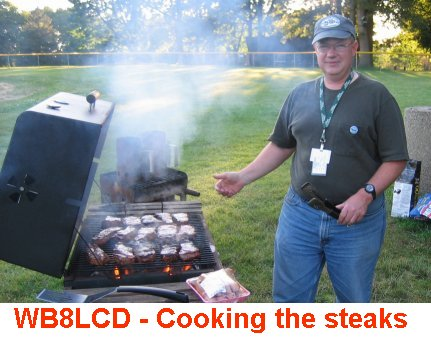 WB8LCD - Cooking the steaks